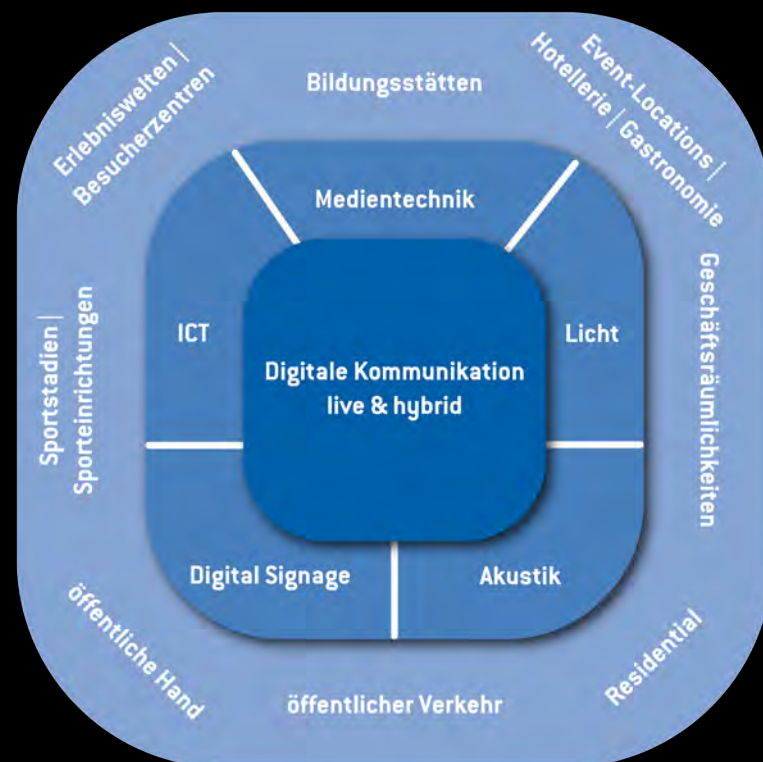 Erlebniswelten |
Besucherzentren
Bildungsstätten
Event-Locations |
Hotellerie | Gastronomie
Medientechnik
ICT
Licht
Digitale Kommunikation
live & hybrid
Sportstadien |
Sporteinrichtungen
Geschäftsräumlichkeiten
Digital Signage
Akustik
öffentliche Hand
öffentlicher Verkehr
Residential